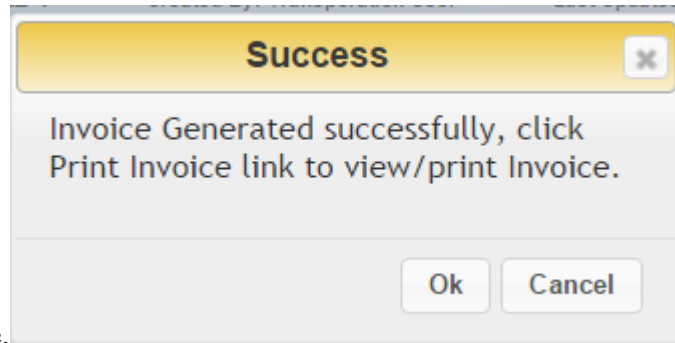 Success
Invoice Generated successfully, click
Print Invoice link to view/print Invoice.
Ok Cancel